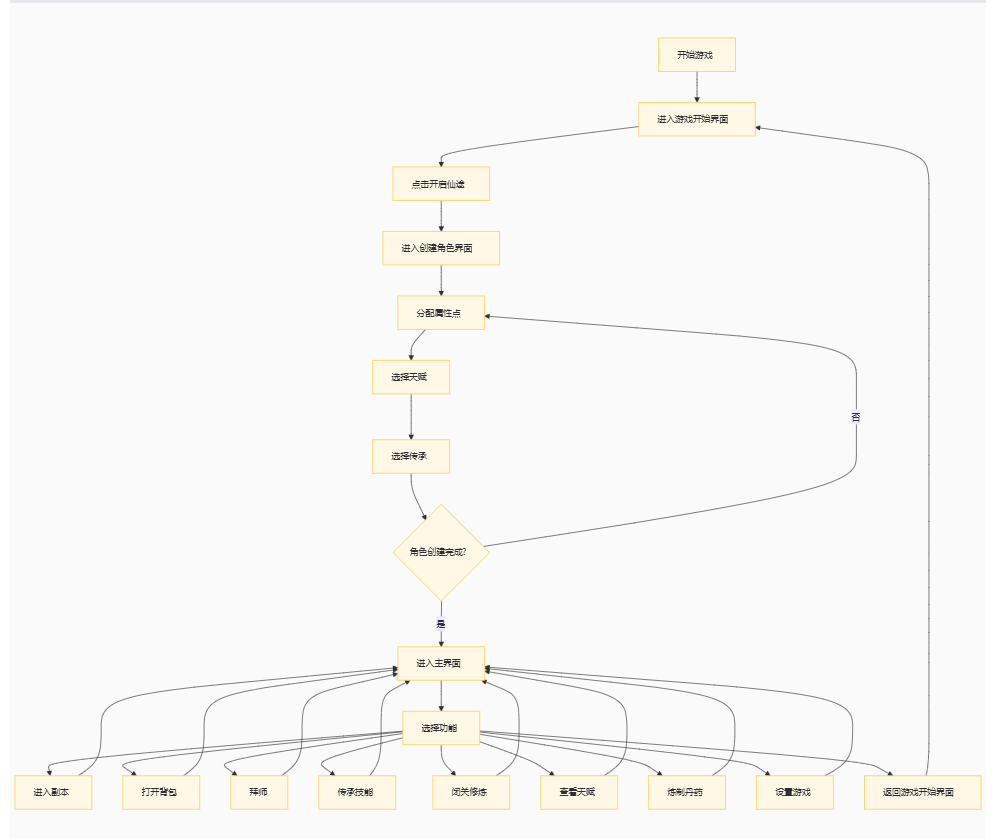 开始游戏
进入游戏开始界面
点击开启仙途
进入创建角色界面
分配属性点
选择天赋
选择传承
否
角色创建完成?
是
进入主界面
选择功能
进入副本
打开背包
拜师
传承技能
闭关修炼
查看天赋
炼制丹药
设置游戏
返回游戏开始界面